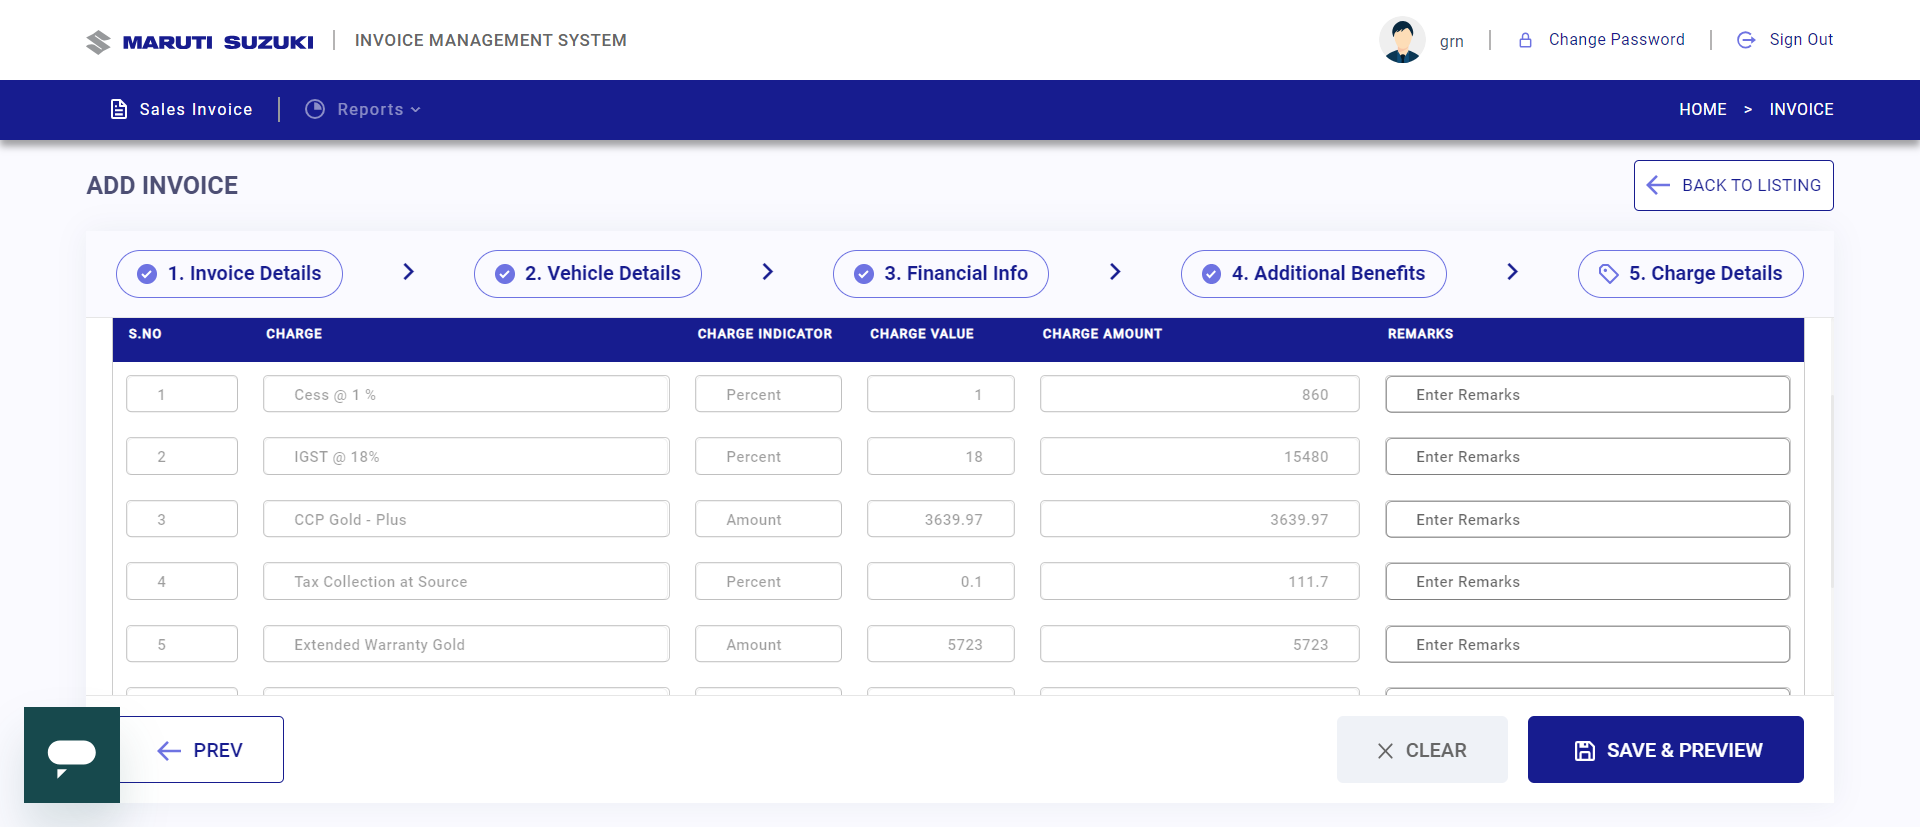 MARUTI SUZUKI | INVOICE MANAGEMENT SYSTEM grn | Change Password | Sign Out
Sales Invoice | Reports HOME > INVOICE
ADD INVOICE BACK TO LISTING
1. Invoice Details 2. Vehicle Details 3. Financial Info 4. Additional Benefits 5. Charge Details
S.NO CHARGE CHARGE INDICATOR CHARGE VALUE CHARGE AMOUNT REMARKS
1 Cess @ 1 % Percent 1 860 Enter Remarks
2 IGST @ 18% Percent 18 15480 Enter Remarks
3 CCP Gold - Plus Amount 3639.97 3639.97 Enter Remarks
4 Tax Collection at Source Percent 0.1 111.7 Enter Remarks
5 Extended Warranty Gold Amount 5723 5723 Enter Remarks
PREV CLEAR SAVE & PREVIEW